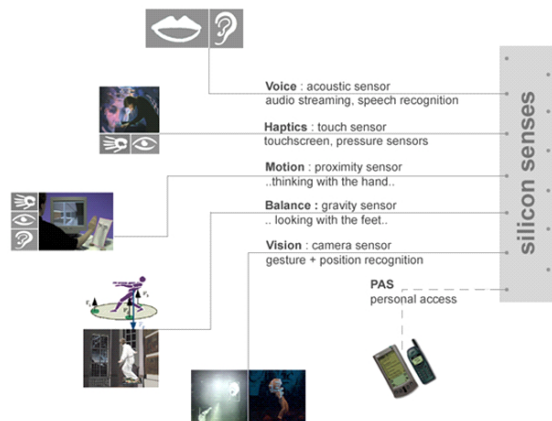 Voice : acoustic sensor
audio streaming, speech recognition
Haptics : touch sensor
touchscreen, pressure sensors
Motion : proximity sensor
..thinking with the hand..
Balance : gravity sensor
.. looking with the feet..
Vision : camera sensor
gesture + position recognition
PAS
personal access
silicon senses